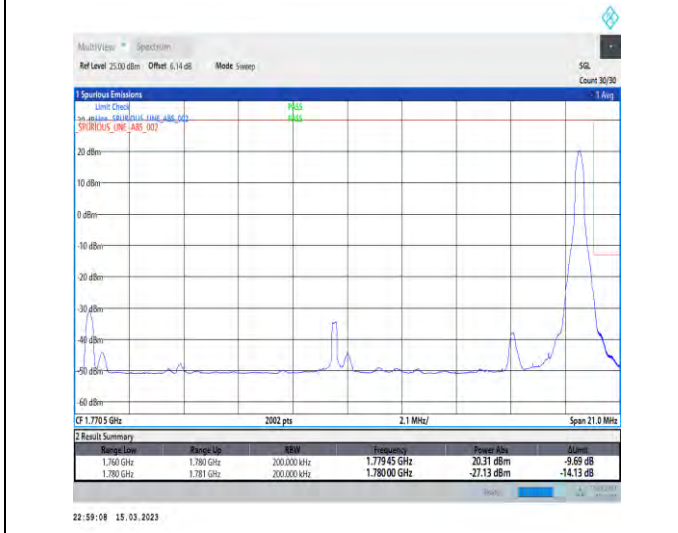 MultiView Spectrum
Ref Level 25.00 dBm Offset 6.14 dB Mode Sweep SGL
Count 30/30
1 Spurious Emissions 1 Avg
Limit Check PASS
Line _SPURIOUS_LINE_ABS_002 PASS
_SPURIOUS_LINE_ABS_002
20 dBm
10 dBm
0 dBm
-10 dBm
-20 dBm
-30 dBm
-40 dBm
-50 dBm
-60 dBm
CF 1.7705 GHz 2002 pts 2.1 MHz/ Span 21.0 MHz
2 Result Summary
Range Low Range Up RBW Frequency Power Abs ΔLimit
1.760 GHz 1.780 GHz 200.000 kHz 1.77945 GHz 20.31 dBm -9.69 dB
1.780 GHz 1.781 GHz 200.000 kHz 1.78000 GHz -27.13 dBm -14.13 dB
22:59:08 15.03.2023